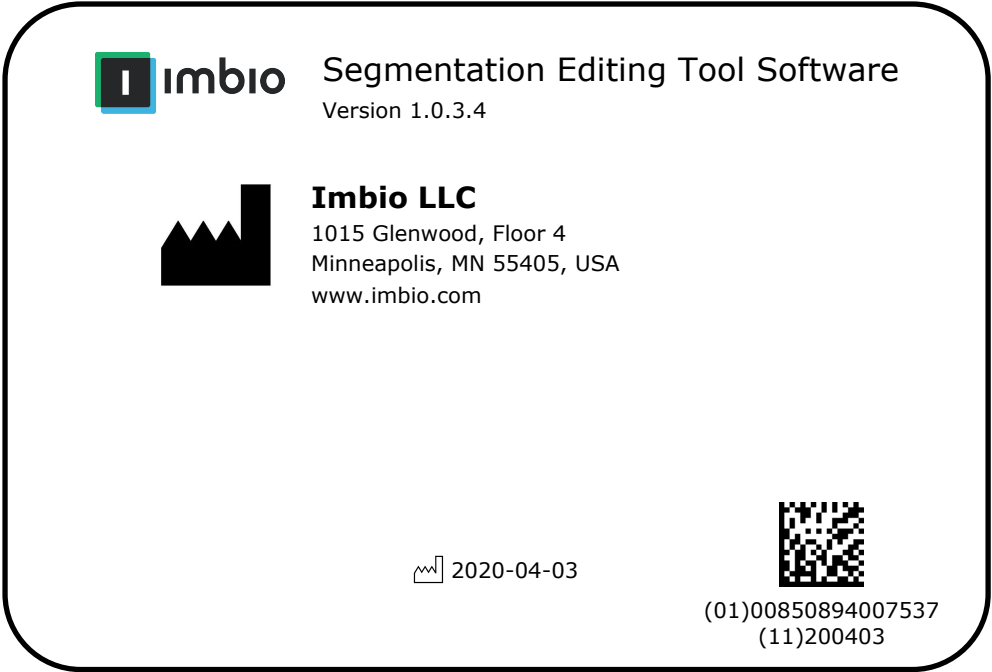 I imbio
Segmentation Editing Tool Software
Version 1.0.3.4
Imbio LLC
1015 Glenwood, Floor 4
Minneapolis, MN 55405, USA
www.imbio.com
2020-04-03
(01)00850894007537
(11)200403